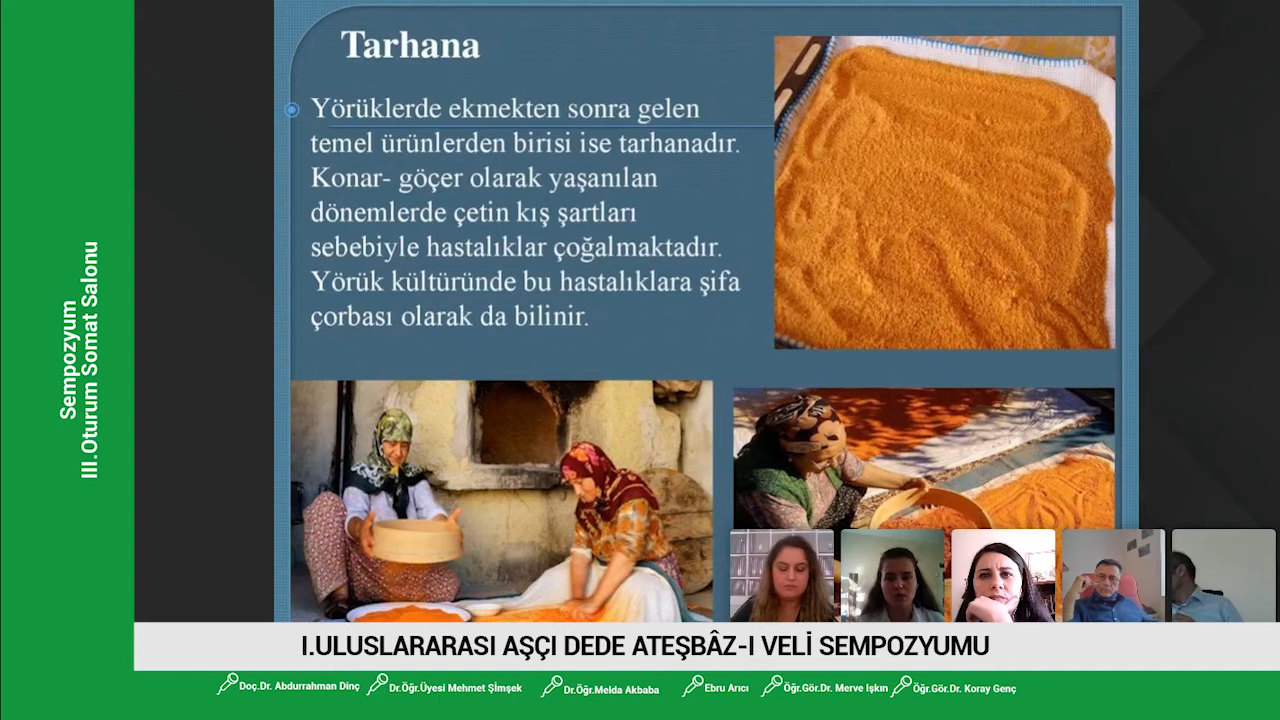 Tarhana
Yörüklerde ekmekten sonra gelen
temel ürünlerden birisi ise tarhanadır.
Konar- göçer olarak yaşanılan
dönemlerde çetin kış şartları
sebebiyle hastalıklar çoğalmaktadır.
Yörük kültüründe bu hastalıklara şifa
çorbası olarak da bilinir.
Sempozyum
III.Oturum Somat Salonu
I.ULUSLARARASI AŞÇI DEDE ATEŞBÂZ-I VELİ SEMPOZYUMU
Doç.Dr. Abdurrahman Dinç
Dr.Öğr.Üyesi Mehmet Şİmşek
Dr.Öğr.Melda Akbaba
Ebru Arıcı
Öğr.Gör.Dr. Merve Işkın
Öğr.Gör.Dr. Koray Genç